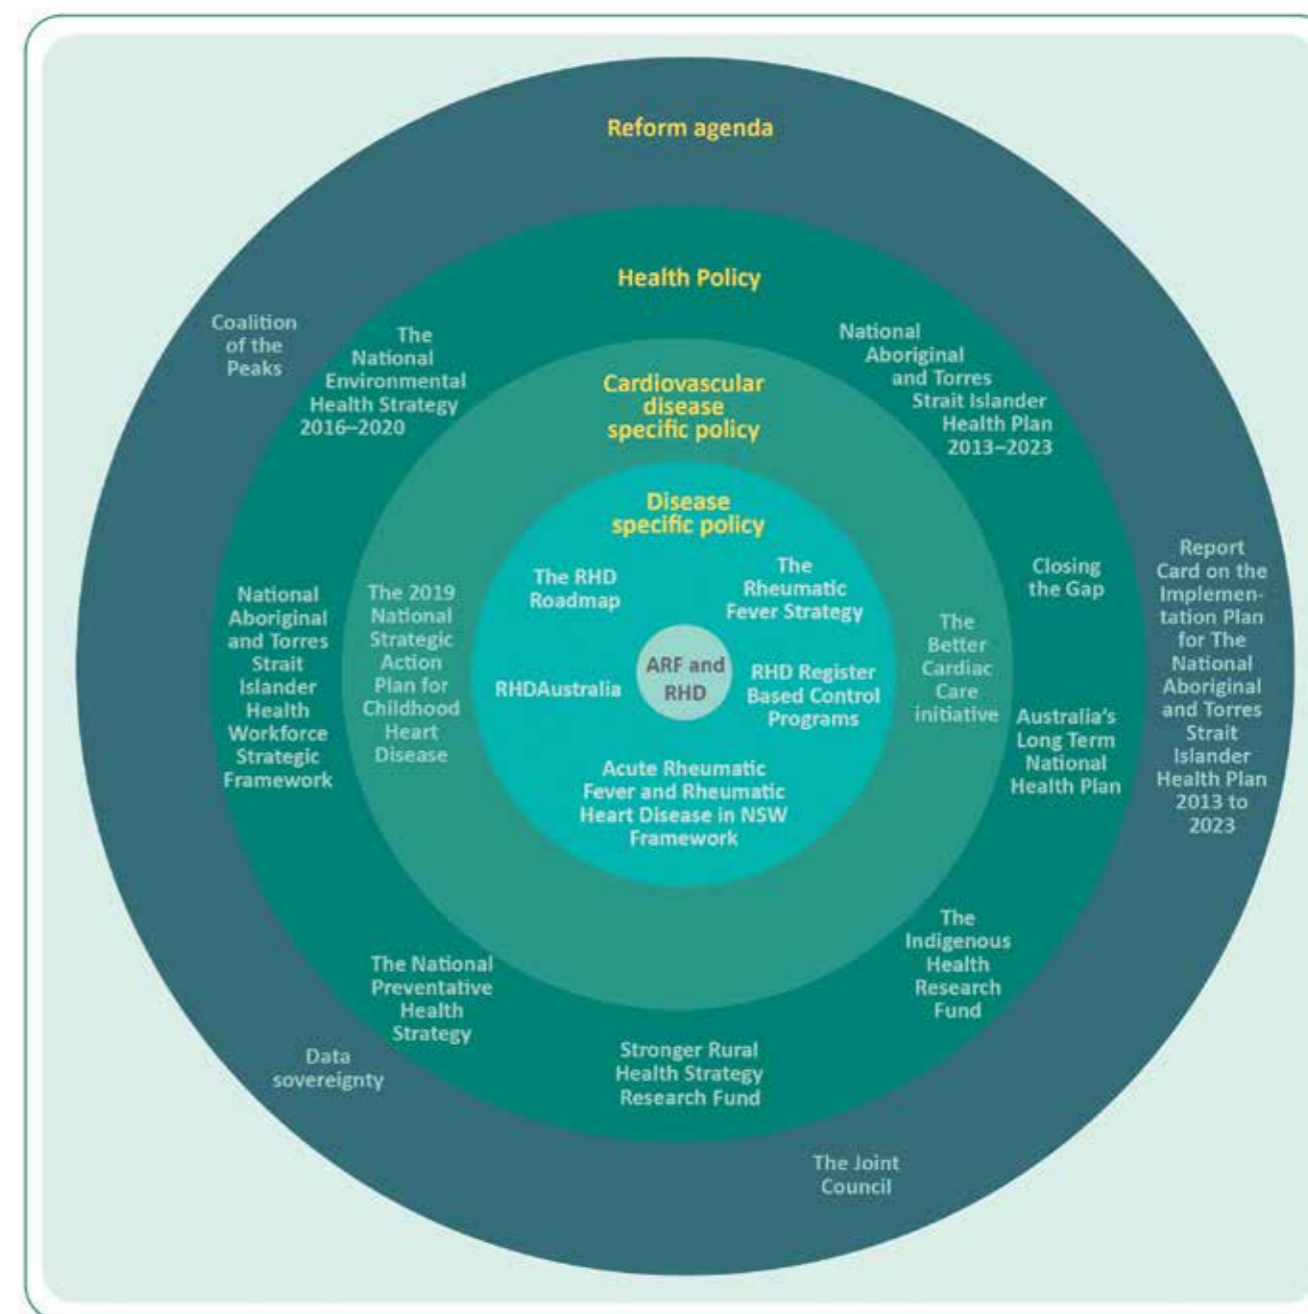 Reform agenda
Health Policy
Coalition
of the
Peaks
The
National
Environmental
Health Strategy
2016–2020
National
Aboriginal
and Torres
Strait Islander
Health Plan
2013–2023
Cardiovascular
disease
specific policy
Disease
specific policy
The RHD
Roadmap
The
Rheumatic
Fever Strategy
Closing
the Gap
Report
Card on the
Implemen-
tation Plan
for The
National
Aboriginal
and Torres
Strait
Islander
Health Plan
2013 to
2023
National
Aboriginal
and Torres
Strait
Islander
Health
Workforce
Strategic
Framework
The 2019
National
Strategic
Action
Plan for
Childhood
Heart
Disease
RHDAustralia
ARF and
RHD
RHD Register
Based Control
Programs
The
Better
Cardiac
Care
initiative
Australia's
Long Term
National
Health Plan
Acute Rheumatic
Fever and Rheumatic
Heart Disease in NSW
Framework
The National
Preventative
Health
Strategy
The
Indigenous
Health
Research
Fund
Data
sovereignty
Stronger Rural
Health Strategy
Research Fund
The Joint
Council